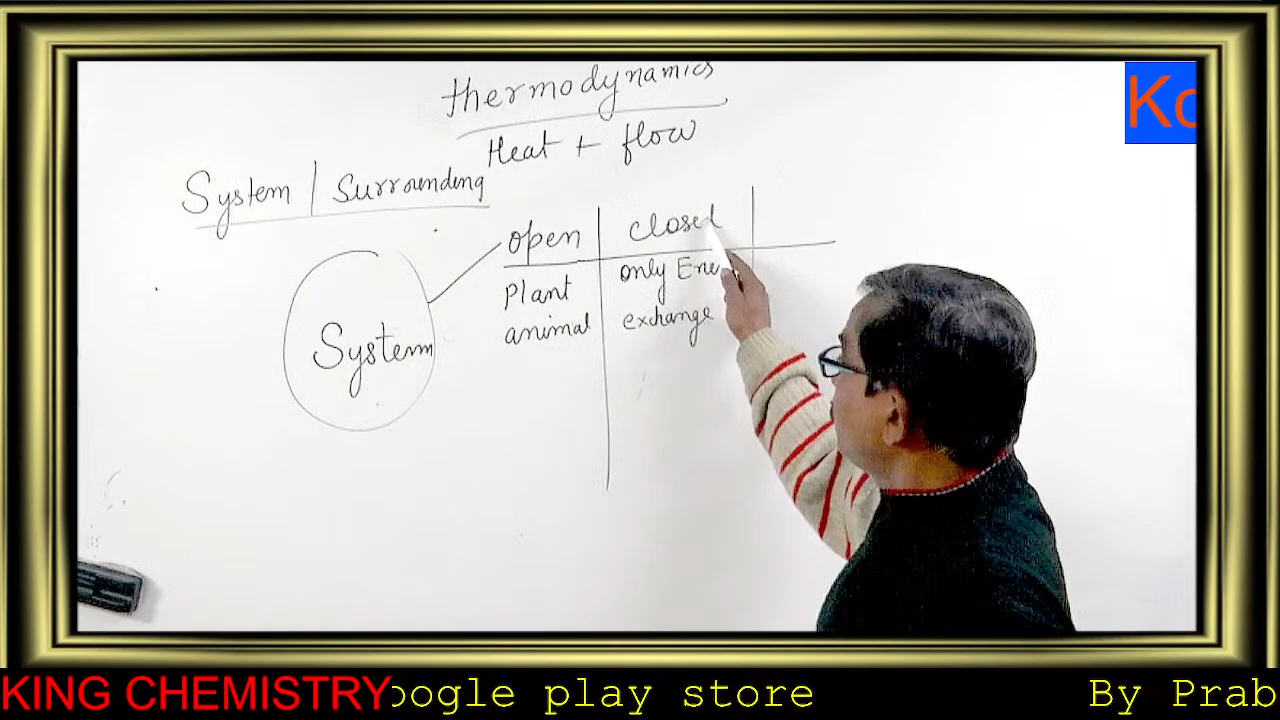 Thermodynamics
Heat + flow
System | Surrounding
open | closed |
Plant
animal
only Ene
exchange
System
KING CHEMISTRY oogle play store By Prab